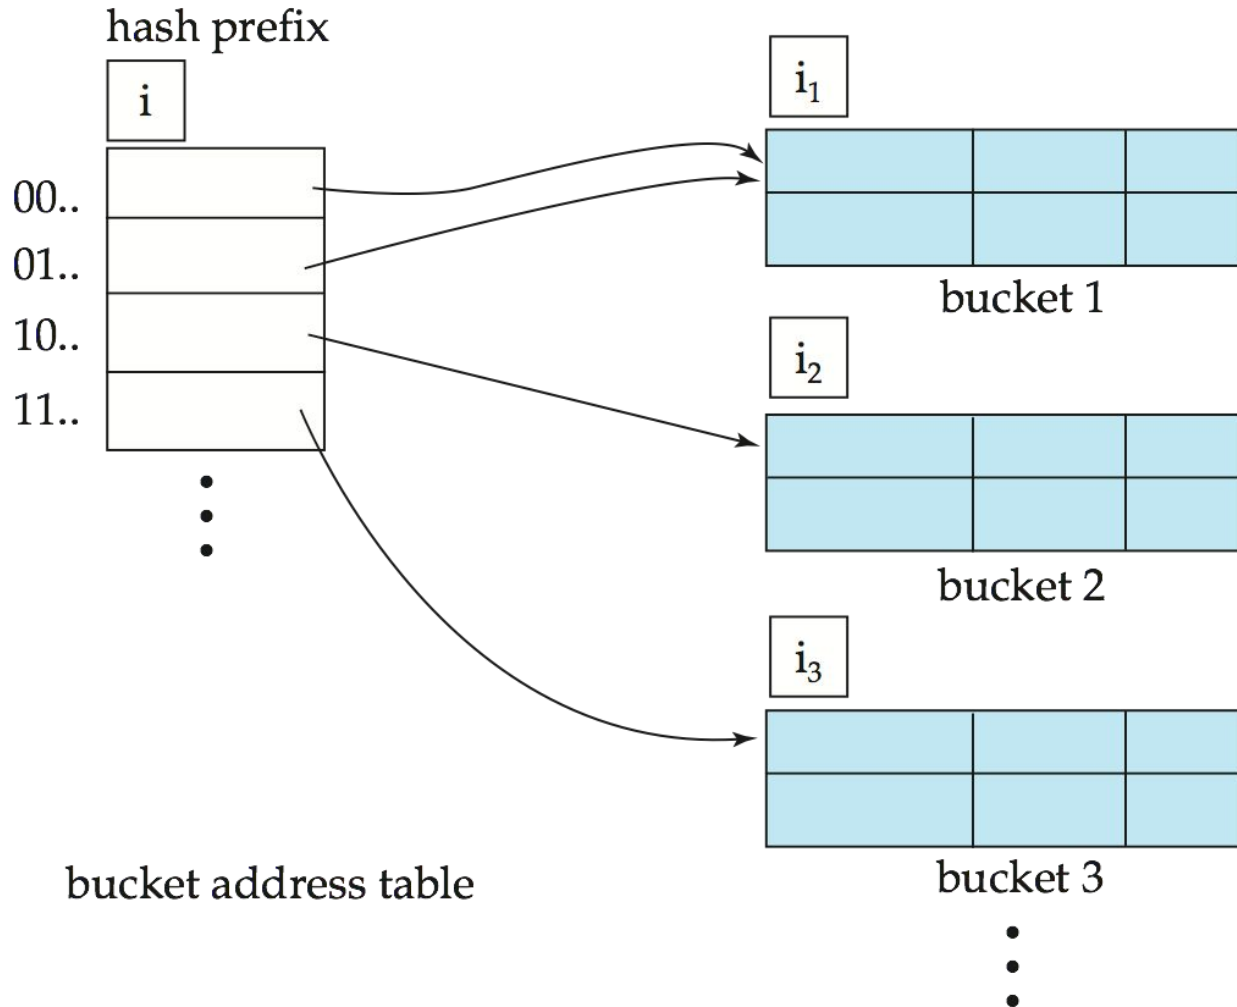 hash prefix
i
00..
01..
10..
11..
bucket address table
i₁
bucket 1
i₂
bucket 2
i₃
bucket 3